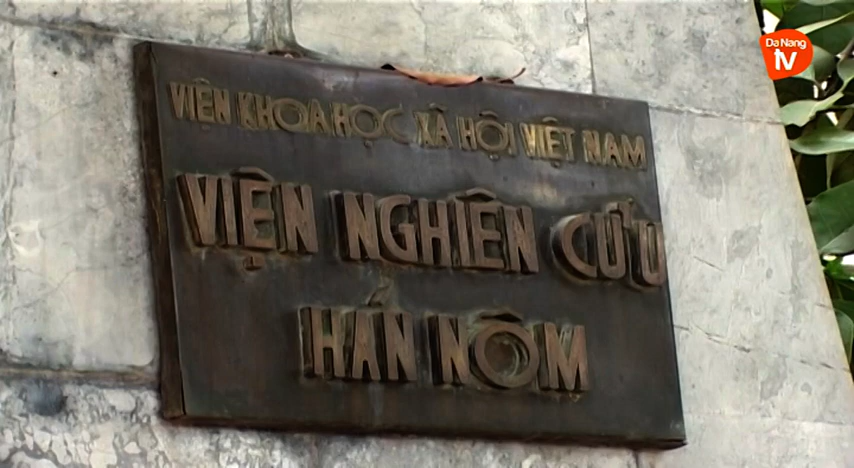 Da Nang
TV
VIỆN KHOA HỌC XÃ HỘI VIỆT NAM
VIỆN NGHIÊN CỨU
HÁN NÔM